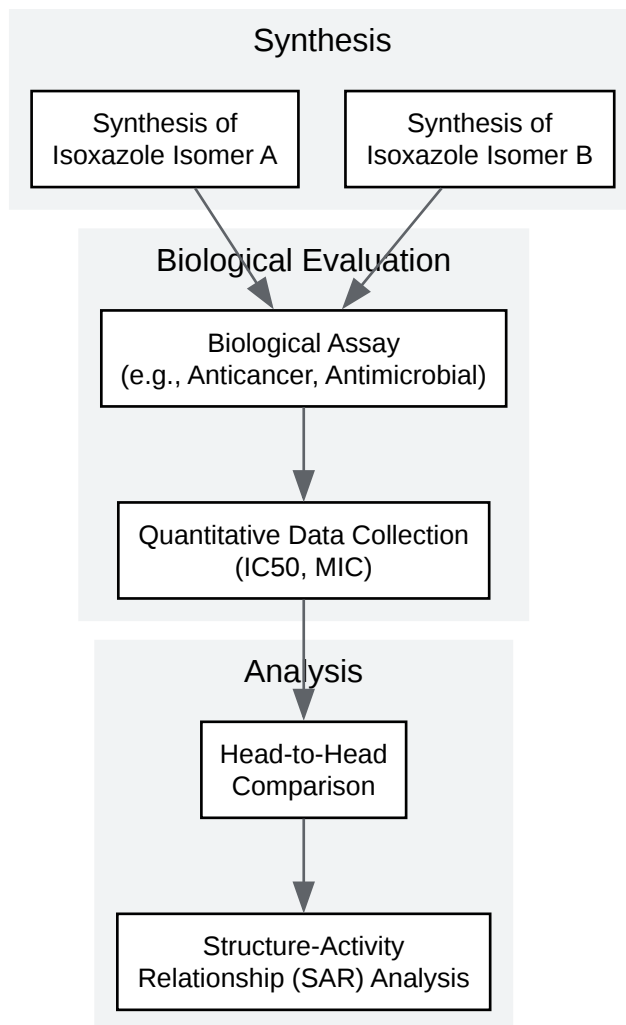 Synthesis
Synthesis of
Isoxazole Isomer A
Synthesis of
Isoxazole Isomer B
Biological Evaluation
Biological Assay
(e.g., Anticancer, Antimicrobial)
Quantitative Data Collection
(IC50, MIC)
Analysis
Head-to-Head
Comparison
Structure-Activity
Relationship (SAR) Analysis